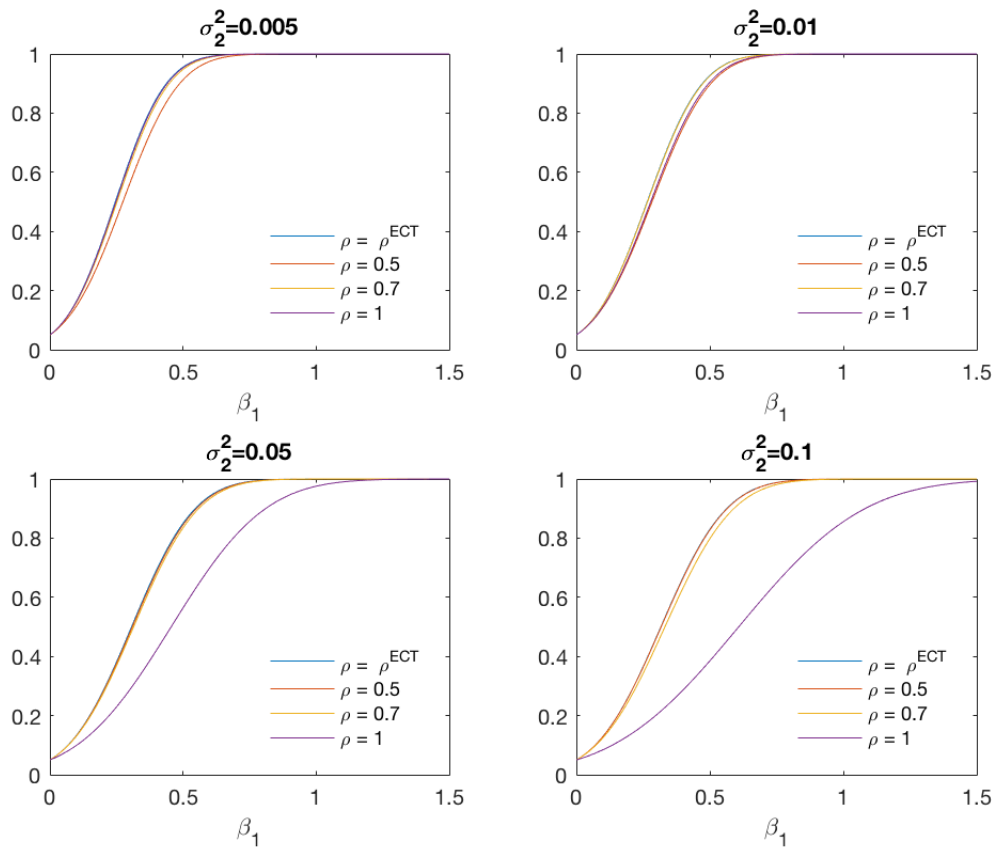 σ₂²=0.005
1
0.8
0.6
0.4
0.2
0
ρ = ρ^ECT
ρ = 0.5
ρ = 0.7
ρ = 1
0 0.5 1 1.5
β₁
σ₂²=0.01
1
0.8
0.6
0.4
0.2
0
ρ = ρ^ECT
ρ = 0.5
ρ = 0.7
ρ = 1
0 0.5 1 1.5
β₁
σ₂²=0.05
1
0.8
0.6
0.4
0.2
0
ρ = ρ^ECT
ρ = 0.5
ρ = 0.7
ρ = 1
0 0.5 1 1.5
β₁
σ₂²=0.1
1
0.8
0.6
0.4
0.2
0
ρ = ρ^ECT
ρ = 0.5
ρ = 0.7
ρ = 1
0 0.5 1 1.5
β₁